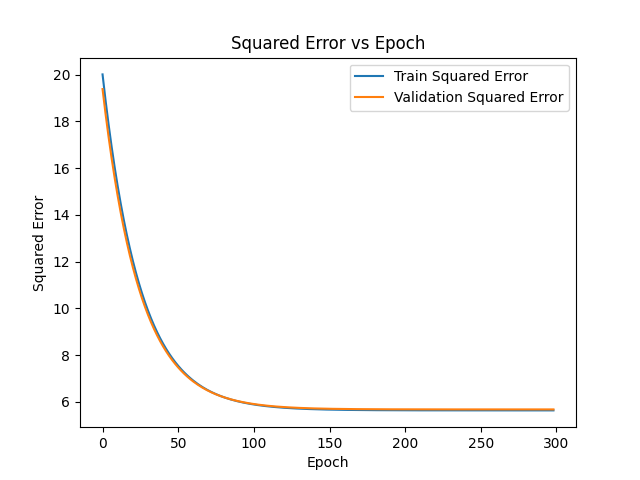 Squared Error vs Epoch
Train Squared Error
Validation Squared Error
Squared Error
20
18
16
14
12
10
8
6
0 50 100 150 200 250 300
Epoch